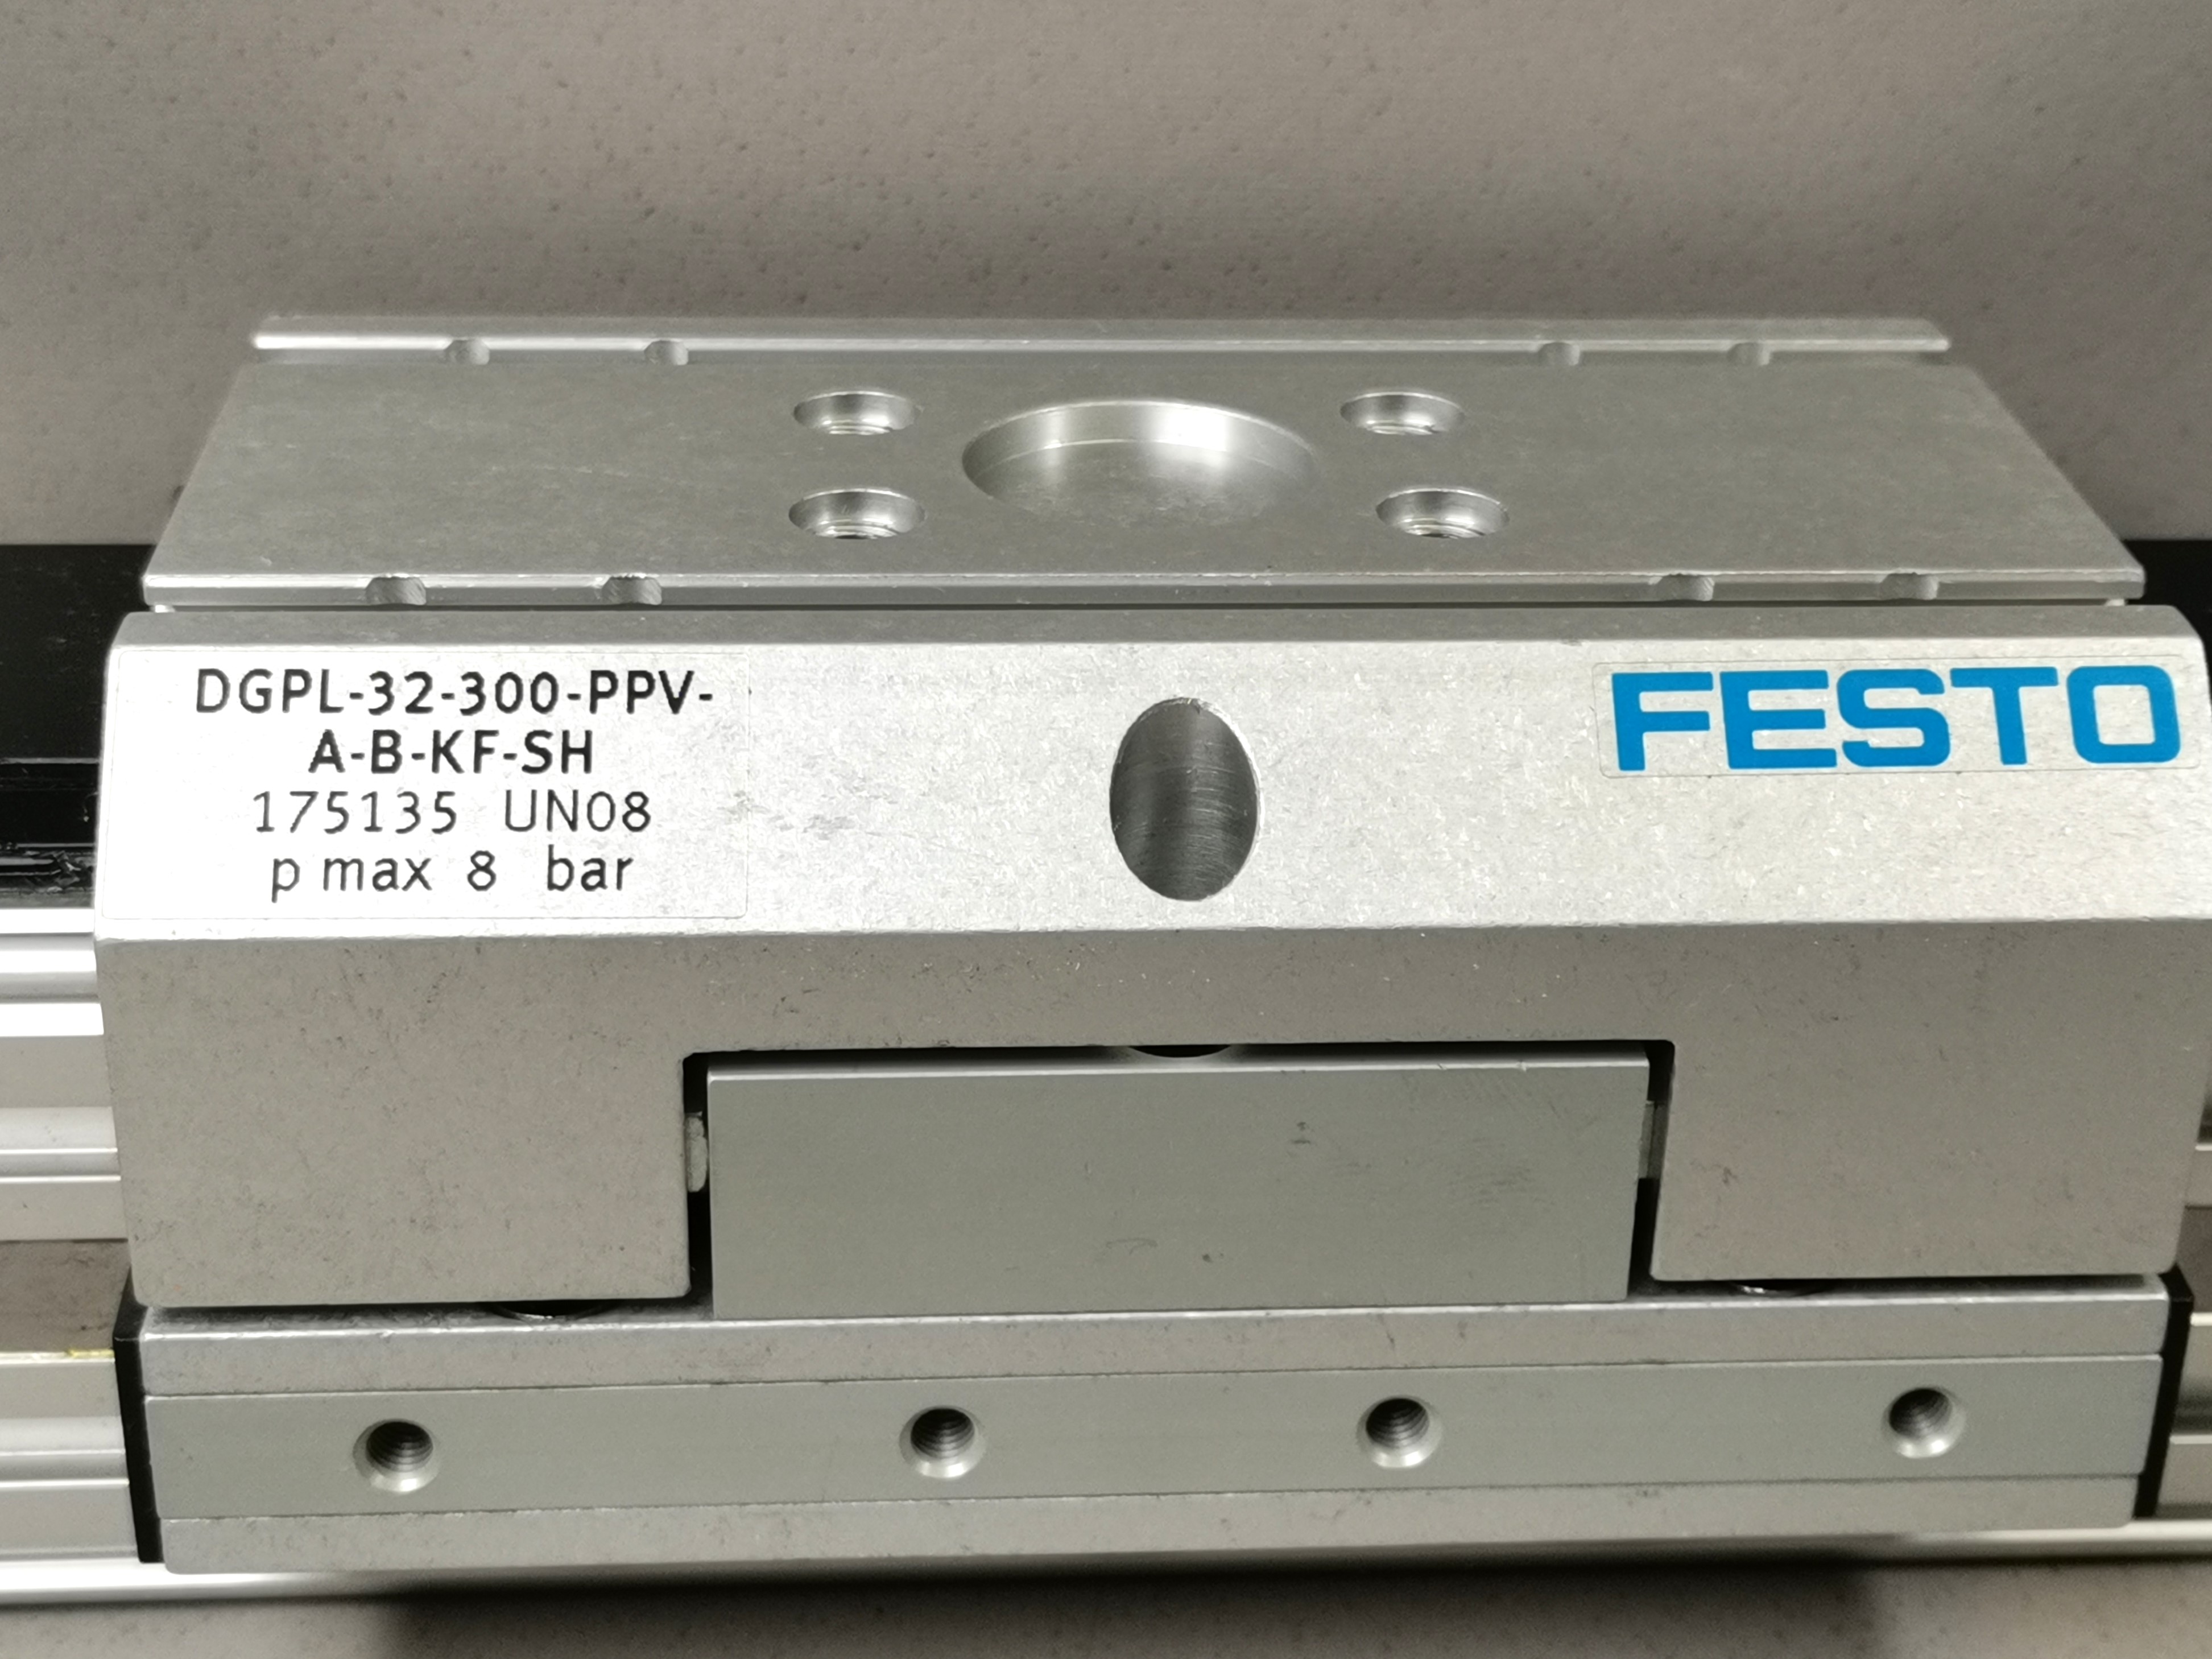 DGPL-32-300-PPV-
A-B-KF-SH
175135 UN08
p max 8 bar
FESTO